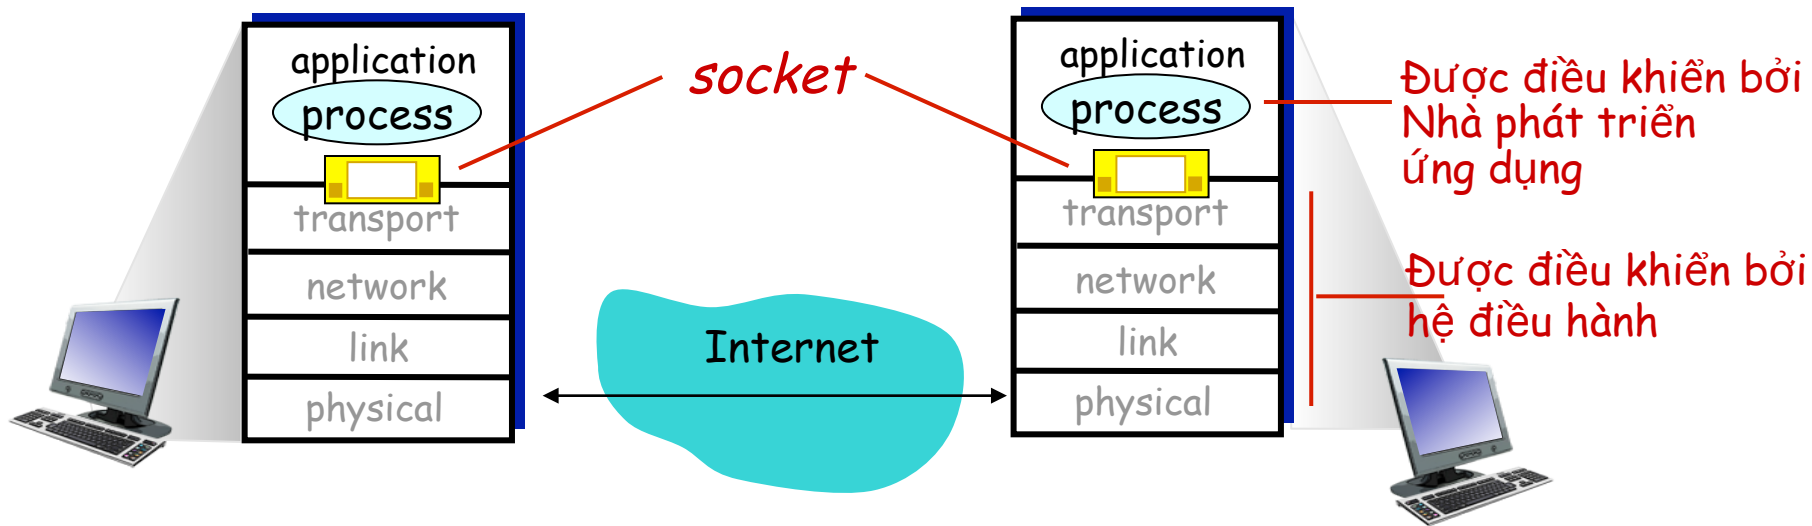 application
process
transport
network
link
physical
socket
Internet
application
process
transport
network
link
physical
Được điều khiển bởi
Nhà phát triển
ứng dụng
Được điều khiển bởi
hệ điều hành